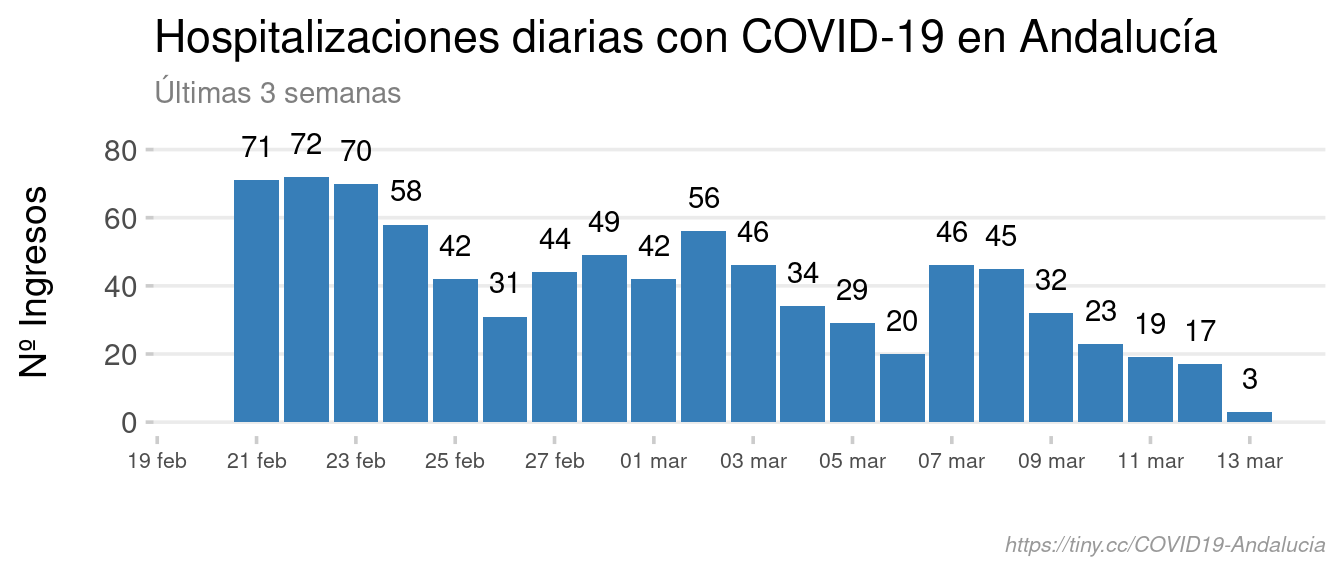 Hospitalizaciones diarias con COVID-19 en Andalucía
Últimas 3 semanas
Nº Ingresos
80
60
40
20
0
71 72 70 58 42 31 44 49 42 56 46 34 29 20 46 45 32 23 19 17 3
19 feb 21 feb 23 feb 25 feb 27 feb 01 mar 03 mar 05 mar 07 mar 09 mar 11 mar 13 mar
https://tiny.cc/COVID19-Andalucia